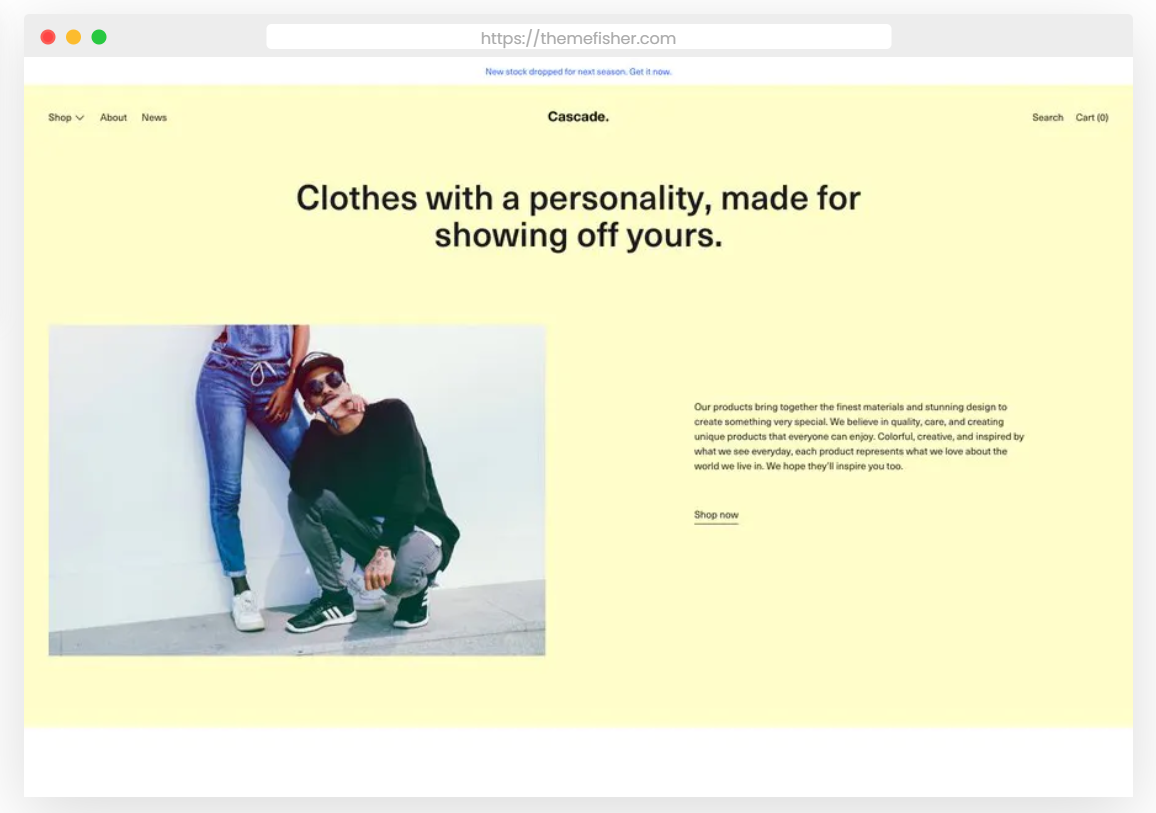 https://themefisher.com
New stock dropped for next season. Get it now.
Shop About News Cascade. Search Cart (0)
Clothes with a personality, made for
showing off yours.
Our products bring together the finest materials and stunning design to
create something very special. We believe in quality, care, and creating
unique products that everyone can enjoy. Colorful, creative, and inspired by
what we see everyday, each product represents what we love about the
world we live in. We hope they'll inspire you too.
Shop now